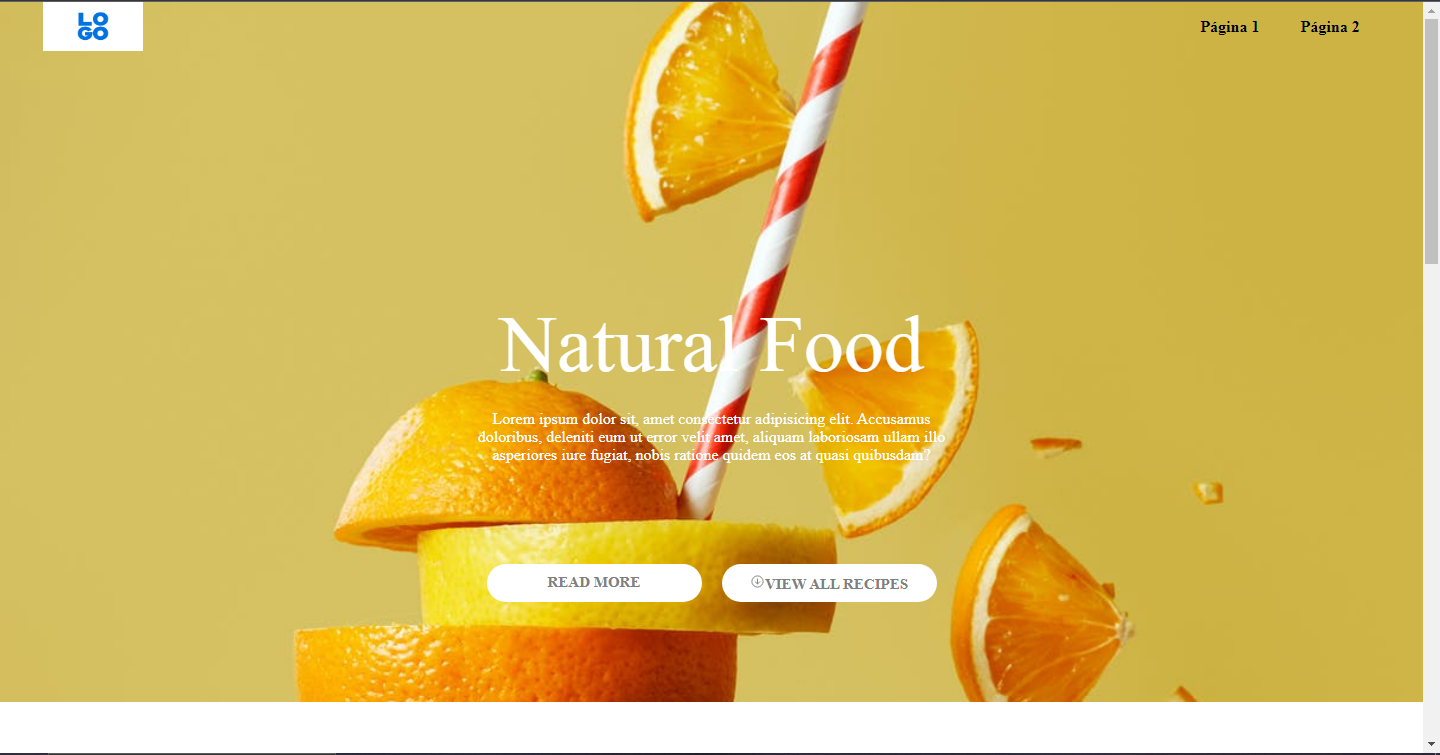 LO
GO
Página 1 Página 2
Natural Food
Lorem ipsum dolor sit, amet consectetur adipisicing elit. Accusamus
doloribus, deleniti eum ut error velit amet, aliquam laboriosam ullam illo
asperiores iure fugiat, nobis ratione quidem eos at quasi quibusdam?
READ MORE VIEW ALL RECIPES